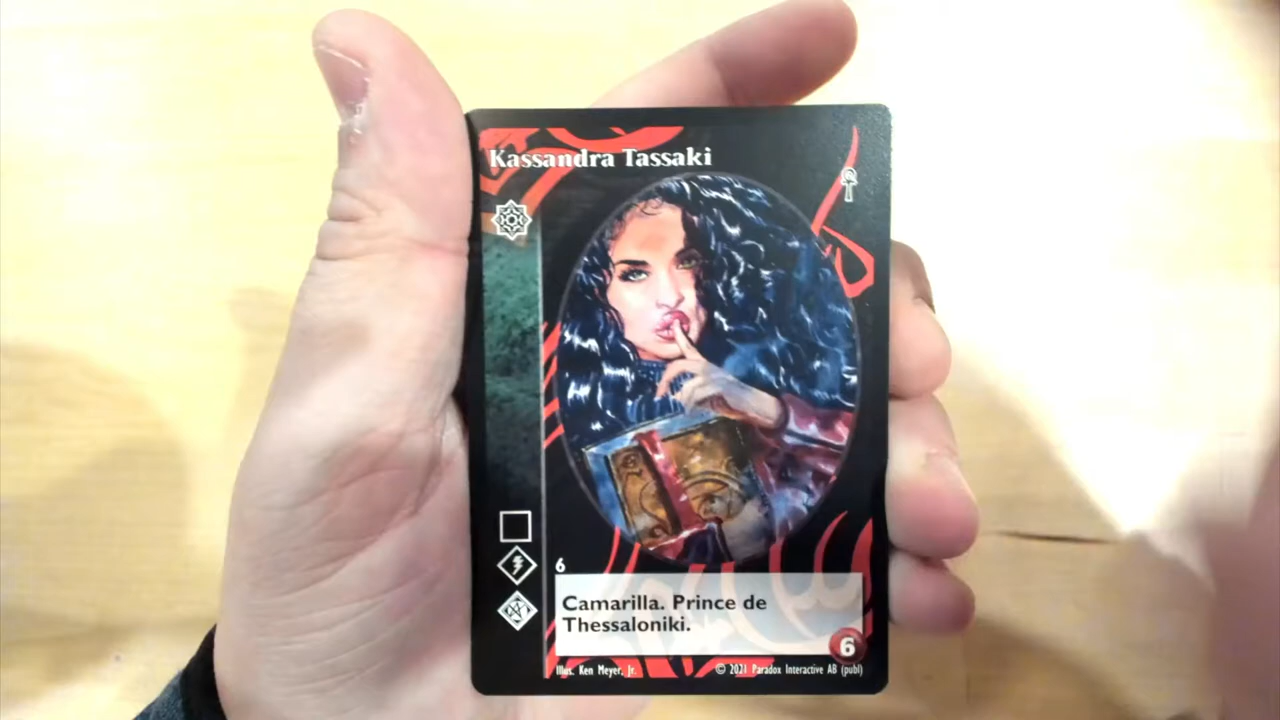 Kassandra Tassaki
6
Camarilla. Prince de
Thessaloniki.
6
Illus. Ken Meyer, Jr.
© 2021 Paradox Interactive AB (publ)